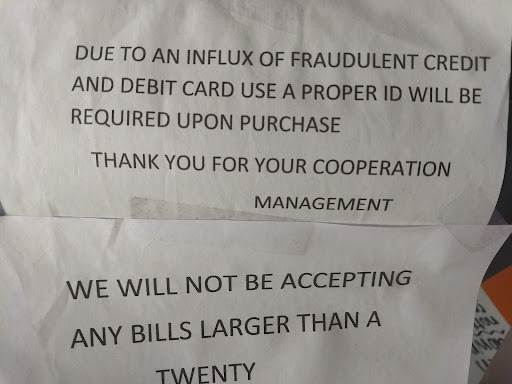 DUE TO AN INFLUX OF FRAUDULENT CREDIT
AND DEBIT CARD USE A PROPER ID WILL BE
REQUIRED UPON PURCHASE
THANK YOU FOR YOUR COOPERATION
MANAGEMENT
WE WILL NOT BE ACCEPTING
ANY BILLS LARGER THAN A
TWENTY